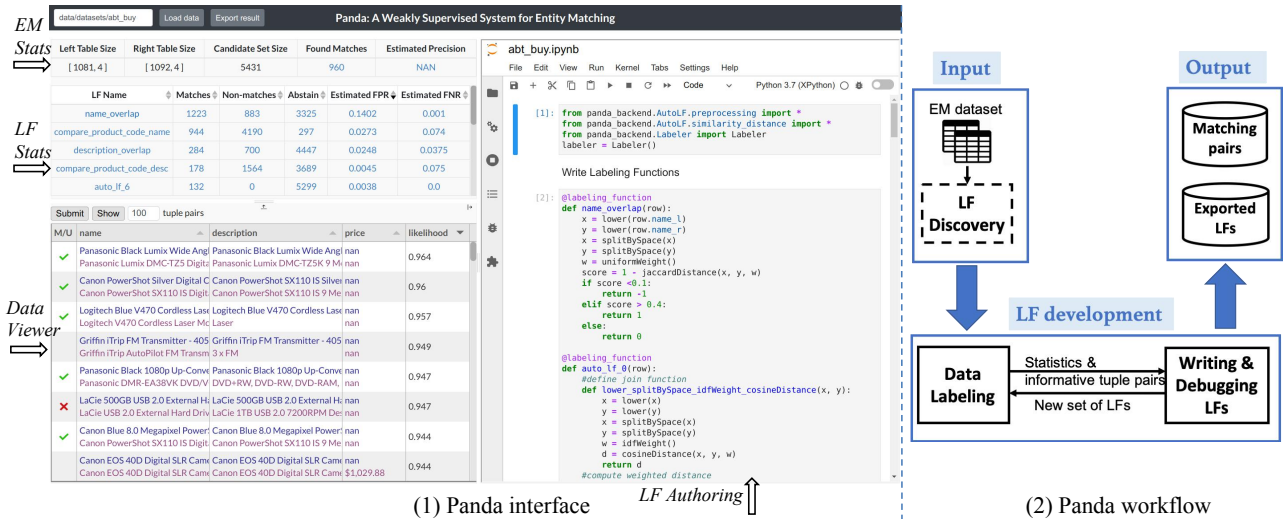 data/datasets/abt_buy Load data Export result Panda: A Weakly Supervised System for Entity Matching
EM
Stats
Left Table Size Right Table Size Candidate Set Size Found Matches Estimated Precision
[ 1081, 4 ] [ 1092, 4 ] 5431 960 NAN
LF
Stats
LF Name Matches Non-matches Abstain Estimated FPR Estimated FNR
name_overlap 1223 883 3325 0.1402 0.001
compare_product_code_name 944 4190 297 0.0273 0.074
description_overlap 284 700 4447 0.0248 0.0375
compare_product_code_desc 178 1564 3689 0.0045 0.075
auto_lf_6 132 0 5299 0.0038 0.0
Submit Show 100 tuple pairs
Data
Viewer
M/U name description price likelihood
Panasonic Black Lumix Wide Angl Panasonic Black Lumix Wide Angl nan
Panasonic Lumix DMC-TZ5 Digita Panasonic Lumix DMC-TZ5K 9 M nan
0.964
Canon PowerShot Silver Digital C Canon PowerShot SX110 IS Silver nan
Canon PowerShot SX110 IS Digit Canon PowerShot SX110 IS 9 Me nan
0.96
Logitech Blue V470 Cordless Lase Logitech Blue V470 Cordless Lase nan
Logitech V470 Cordless Laser Mo Laser nan
0.957
Griffin iTrip FM Transmitter - 405 Griffin iTrip FM Transmitter - 405 nan
Griffin iTrip AutoPilot FM Transm 3 x FM nan
0.949
Panasonic Black 1080p Up-Conve Panasonic Black 1080p Up-Conve nan
Panasonic DMR-EA38VK DVD/V DVD+RW, DVD-RW, DVD-RAM, nan
0.947
LaCie 500GB USB 2.0 External Ha LaCie 500GB USB 2.0 External Ha nan
LaCie USB 2.0 External Hard Driv LaCie 1TB USB 2.0 7200RPM De nan
0.947
Canon Blue 8.0 Megapixel Power Canon Blue 8.0 Megapixel Power nan
Canon PowerShot SX110 IS Digit Canon PowerShot SX110 IS 9 Me nan
0.944
Canon EOS 40D Digital SLR Came Canon EOS 40D Digital SLR Came nan
Canon EOS 40D Digital SLR Came Canon EOS 40D Digital SLR Came $1,029.88
0.944
abt_buy.ipynb
File Edit View Run Kernel Tabs Settings Help
Code Python 3.7 (XPython)
[1]: from panda_backend.AutoLF.preprocessing import *
from panda_backend.AutoLF.similarity_distance import *
from panda_backend.Labeler import Labeler
labeler = Labeler()
Write Labeling Functions
[2]: @labeling_function
def name_overlap(row):
x = lower(row.name_l)
y = lower(row.name_r)
x = splitBySpace(x)
y = splitBySpace(y)
w = uniformWeight()
score = 1 - jaccardDistance(x, y, w)
if score <0.1:
return -1
elif score > 0.4:
return 1
else:
return 0
@labeling_function
def auto_lf_0(row):
#define join function
def lower_splitBySpace_idfWeight_cosineDistance(x, y):
x = lower(x)
y = lower(y)
x = splitBySpace(x)
y = splitBySpace(y)
w = idfWeight()
d = cosineDistance(x, y, w)
return d
#compute weighted distance
LF Authoring
(1) Panda interface
Input
EM dataset
LF
Discovery
Output
Matching
pairs
Exported
LFs
LF development
Data
Labeling
Statistics &
informative tuple pairs
New set of LFs
Writing &
Debugging
LFs
(2) Panda workflow